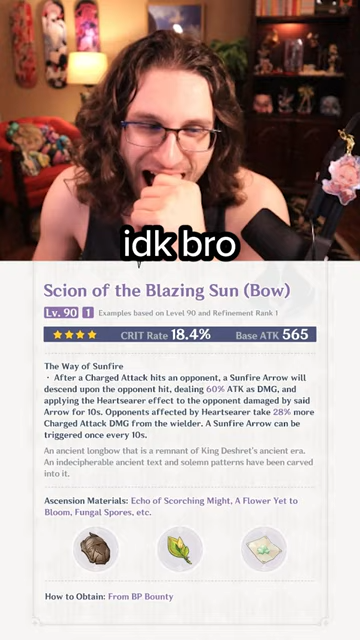 idk bro
Scion of the Blazing Sun (Bow)
Lv. 90 1 Examples based on Level 90 and Refinement Rank 1
CRIT Rate 18.4% Base ATK 565
The Way of Sunfire
· After a Charged Attack hits an opponent, a Sunfire Arrow will
descend upon the opponent hit, dealing 60% ATK as DMG, and
applying the Heartsearer effect to the opponent damaged by said
Arrow for 10s. Opponents affected by Heartsearer take 28% more
Charged Attack DMG from the wielder. A Sunfire Arrow can be
triggered once every 10s.
An ancient longbow that is a remnant of King Deshret's ancient era.
An indecipherable ancient text and solemn patterns have been carved
into it.
Ascension Materials: Echo of Scorching Might, A Flower Yet to
Bloom, Fungal Spores, etc.
How to Obtain: From BP Bounty